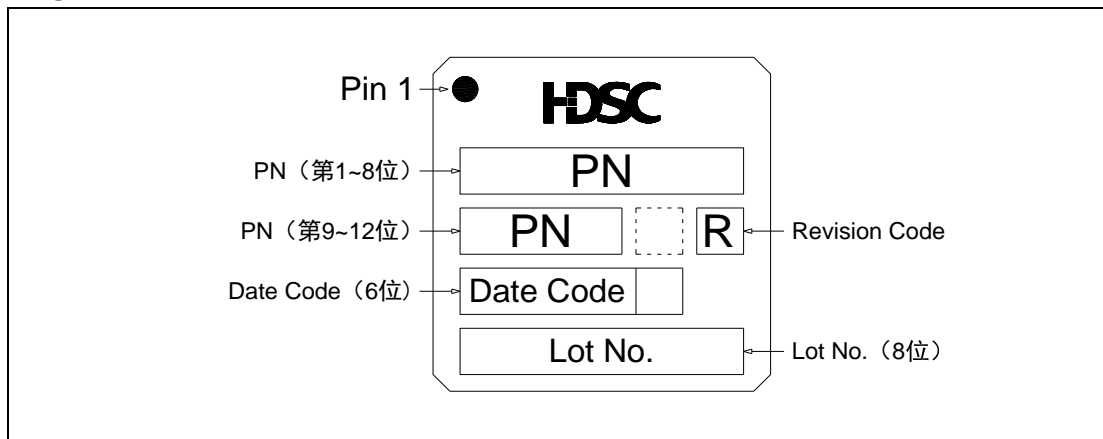 Pin 1
HDSC
PN（第1~8位）
PN
PN（第9~12位）
PN
R
Revision Code
Date Code（6位）
Date Code
Lot No.
Lot No.（8位）